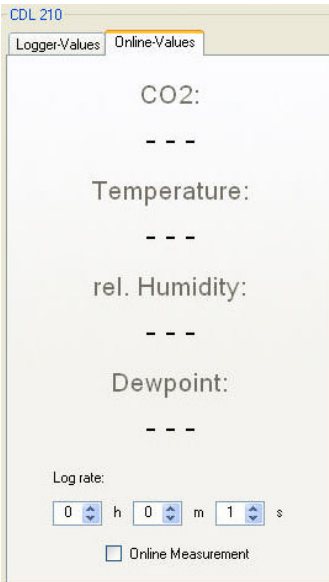 CDL 210
Logger-Values Online-Values
CO2:
- - -
Temperature:
- - -
rel. Humidity:
- - -
Dewpoint:
- - -
Log rate:
0 h 0 m 1 s
Online Measurement